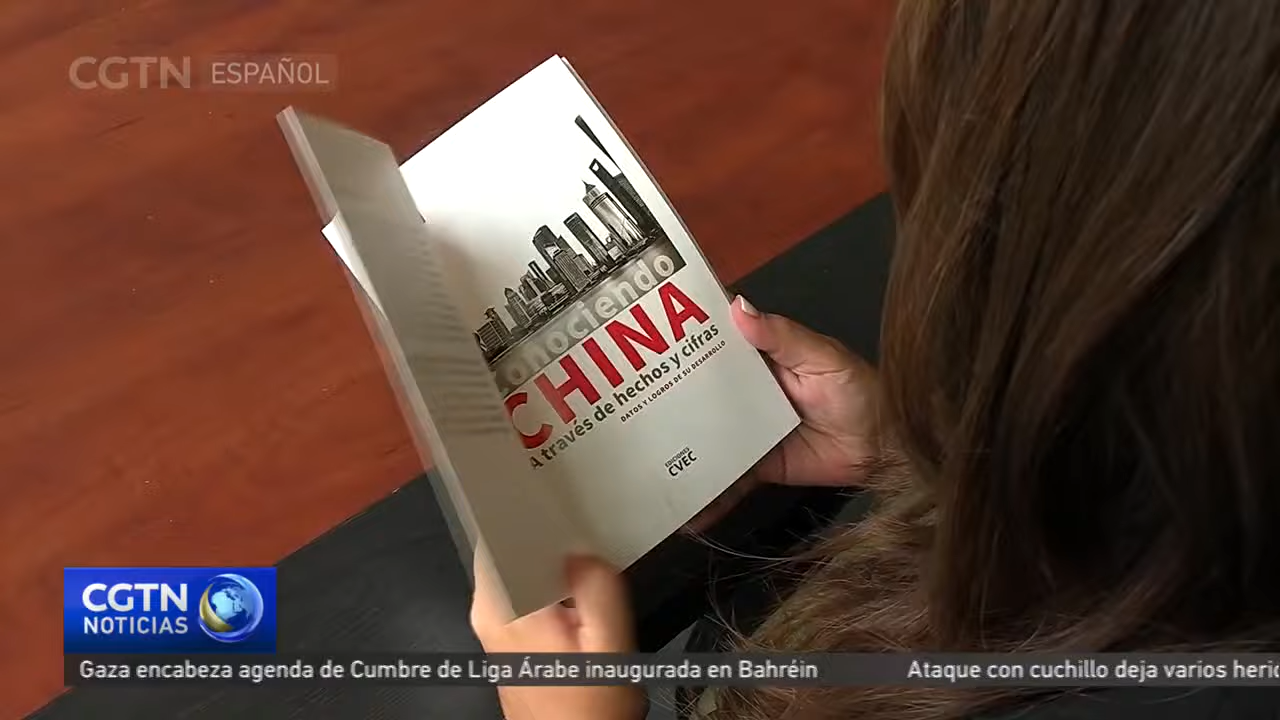 CGTN ESPAÑOL
Conociendo
CHINA
A través de hechos y cifras
DATOS Y LOGROS DE SU DESARROLLO
EDICIONES
CVEC
CGTN
NOTICIAS
Gaza encabeza agenda de Cumbre de Liga Árabe inaugurada en Bahréin Ataque con cuchillo deja varios